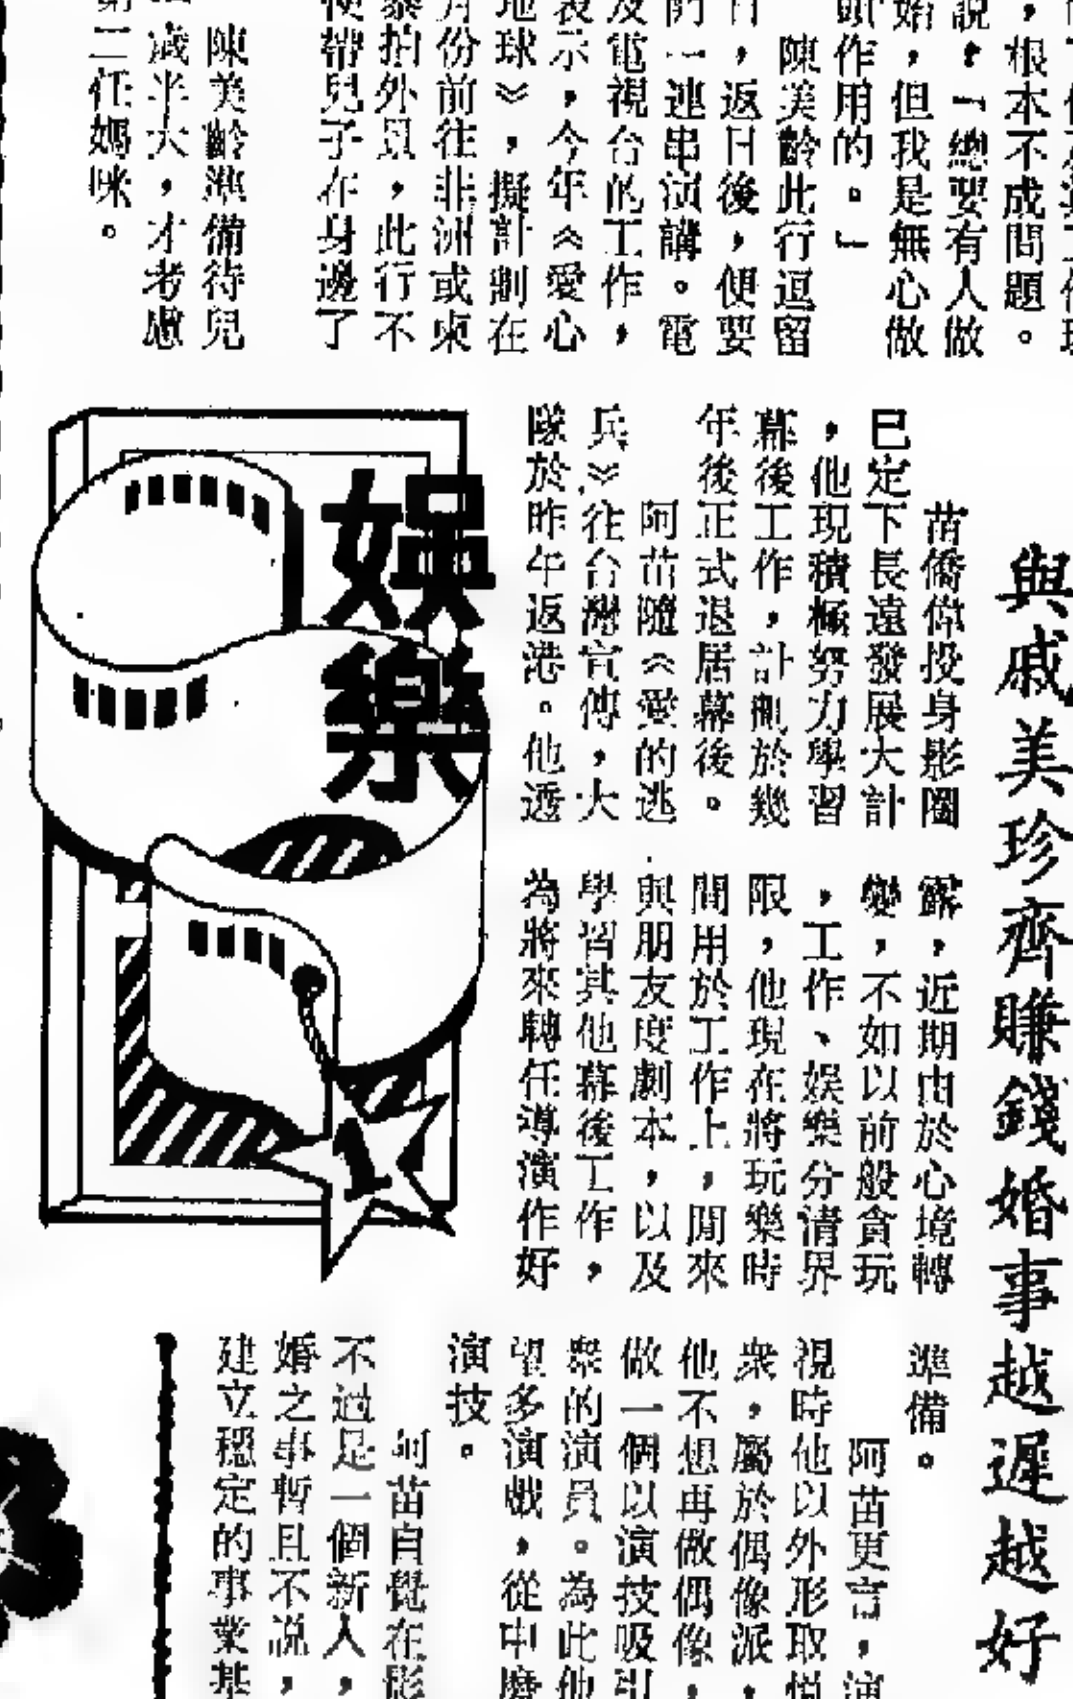 說，「總要有人做
始，但我是無心做
頭作用的。」
陳美齡此行逗留
日，返日後，便要
門一連串演講。電
及電視台的工作，
表示，今年《愛心
地球》，擬計劃在
月份前往非洲或東
拍外景，此行不
便帶兒子在身邊了
陳美齡準備待兒
歲半大，才考慮
第二任媽咪。
與戚美珍齊賺錢婚事越遲越好
苗僑偉投身影圈
已定下長遠發展大計
，他現積極努力學習
幕後工作，計劃於幾
年後正式退居幕後。
阿苗隨《愛的逃
兵》往台灣宣傳，大
隊於昨午返港。他透
露，近期由於心境轉
變，不如以前般貪玩
，工作、娛樂分清界
限，他現在將玩樂時
間用於工作上，閒來
與朋友度劇本，以及
學習其他幕後工作，
為將來轉任導演作好
準備。
阿苗更言，演
視時他以外形取悅
眾，屬於偶像派，
他不想再做偶像，
做一個以演技吸引
眾的演員。為此他
望多演戲，從中磨
演技。
阿苗自覺在影
不過是一個新人，
婚之事暫且不說，
建立穩定的事業基
娛樂
1